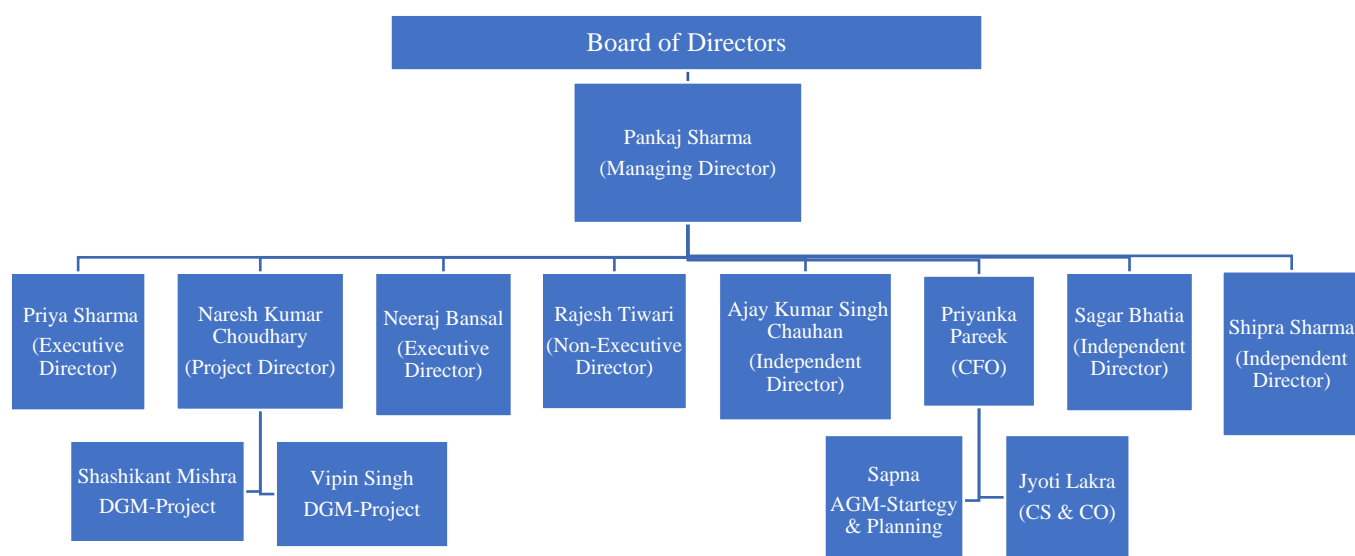 Board of Directors
Pankaj Sharma
(Managing Director)
Priya Sharma
(Executive
Director)
Naresh Kumar
Choudhary
(Project Director)
Neeraj Bansal
(Executive
Director)
Rajesh Tiwari
(Non-Executive
Director)
Ajay Kumar Singh
Chauhan
(Independent
Director)
Priyanka
Pareek
(CFO)
Sagar Bhatia
(Independent
Director)
Shipra Sharma
(Independent
Director)
Shashikant Mishra
DGM-Project
Vipin Singh
DGM-Project
Sapna
AGM-Startegy
& Planning
Jyoti Lakra
(CS & CO)